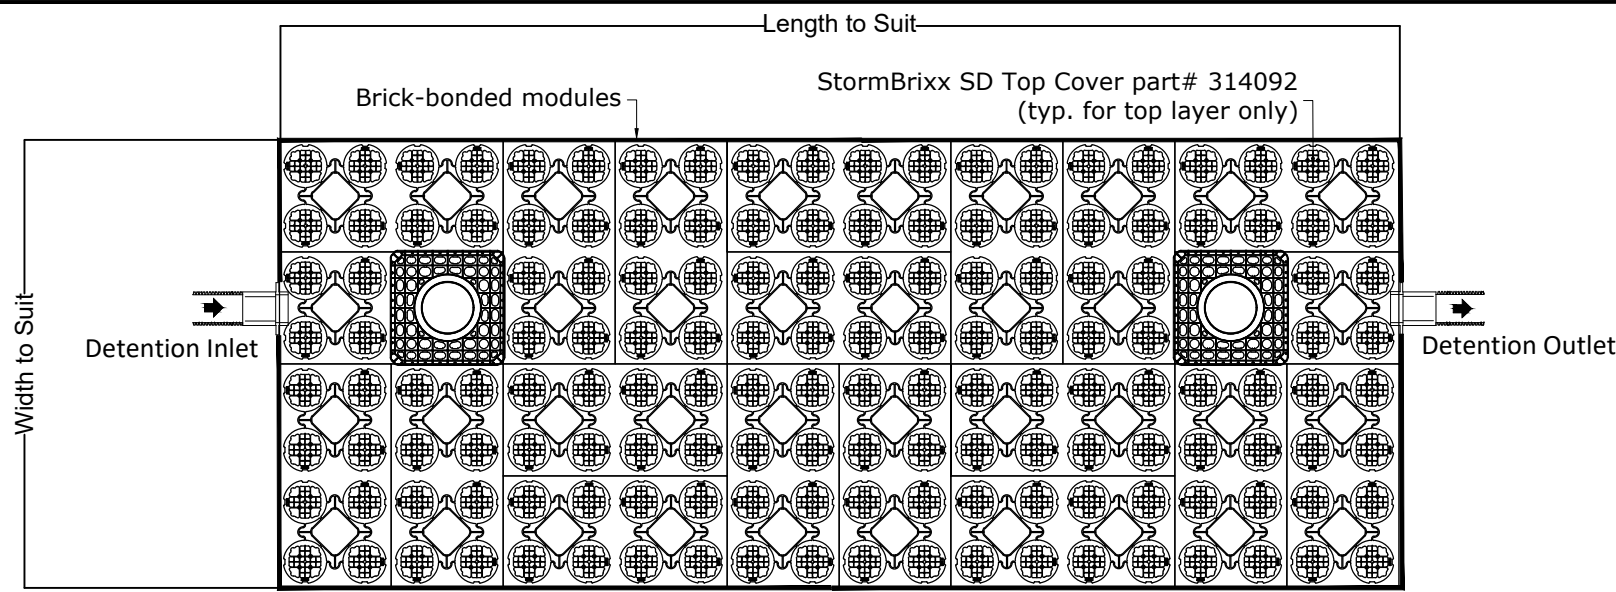 Length to Suit
Brick-bonded modules
StormBrixx SD Top Cover part# 314092
(typ. for top layer only)
Width to Suit
Detention Inlet
Detention Outlet